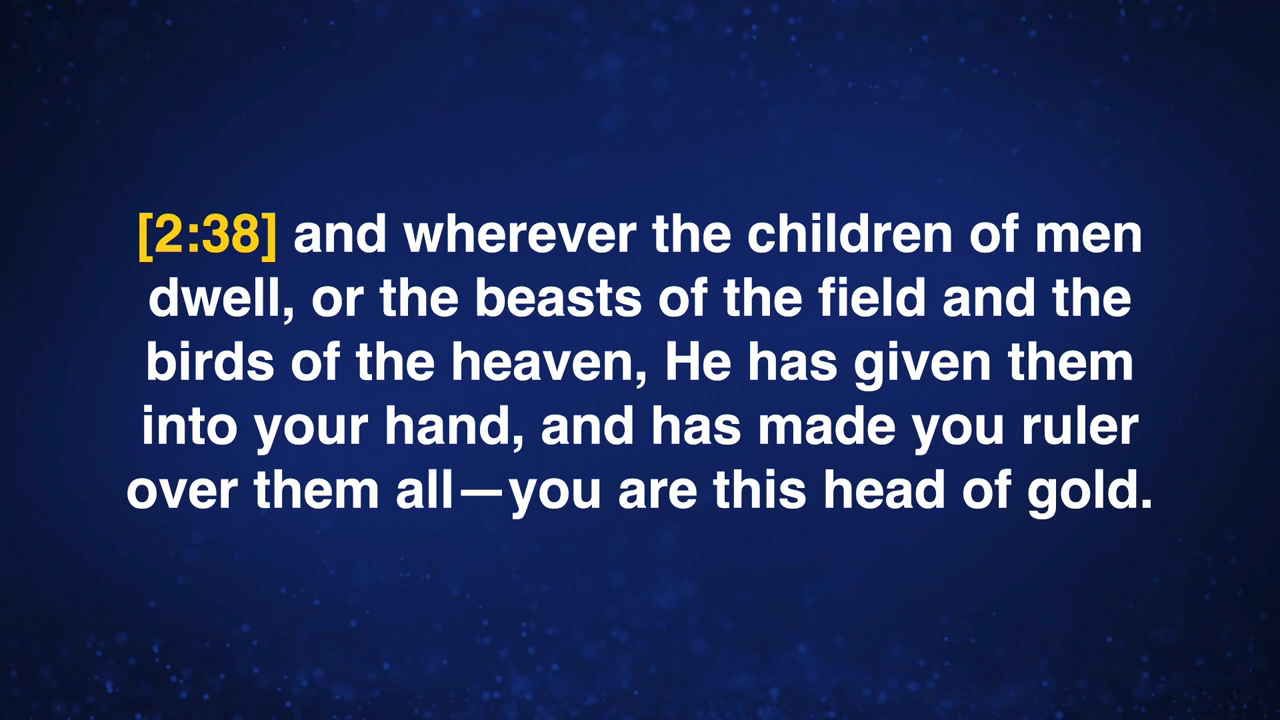 [2:38] and wherever the children of men
dwell, or the beasts of the field and the
birds of the heaven, He has given them
into your hand, and has made you ruler
over them all—you are this head of gold.